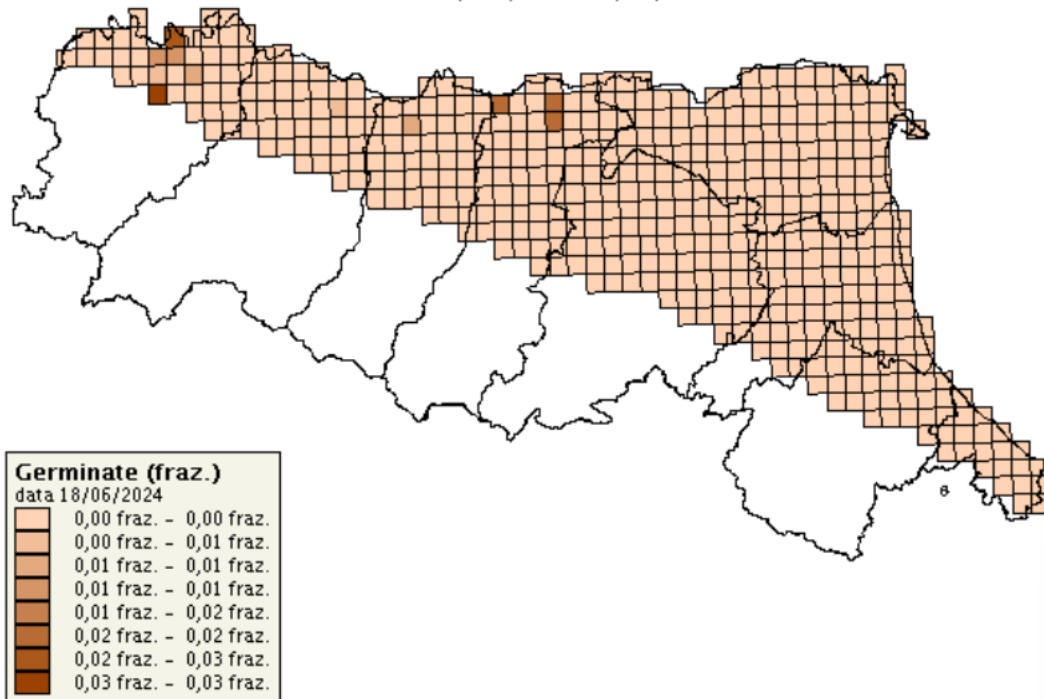 Germinate (fraz.)
data 18/06/2024
0,00 fraz. - 0,00 fraz.
0,00 fraz. - 0,01 fraz.
0,01 fraz. - 0,01 fraz.
0,01 fraz. - 0,01 fraz.
0,01 fraz. - 0,02 fraz.
0,02 fraz. - 0,02 fraz.
0,02 fraz. - 0,03 fraz.
0,03 fraz. - 0,03 fraz.